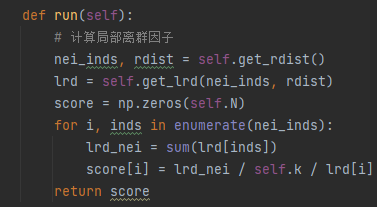 def run(self):
    # 计算局部离群因子
    nei_inds, rdist = self.get_rdist()
    lrd = self.get_lrd(nei_inds, rdist)
    score = np.zeros(self.N)
    for i, inds in enumerate(nei_inds):
        lrd_nei = sum(lrd[inds])
        score[i] = lrd_nei / self.k / lrd[i]
    return score